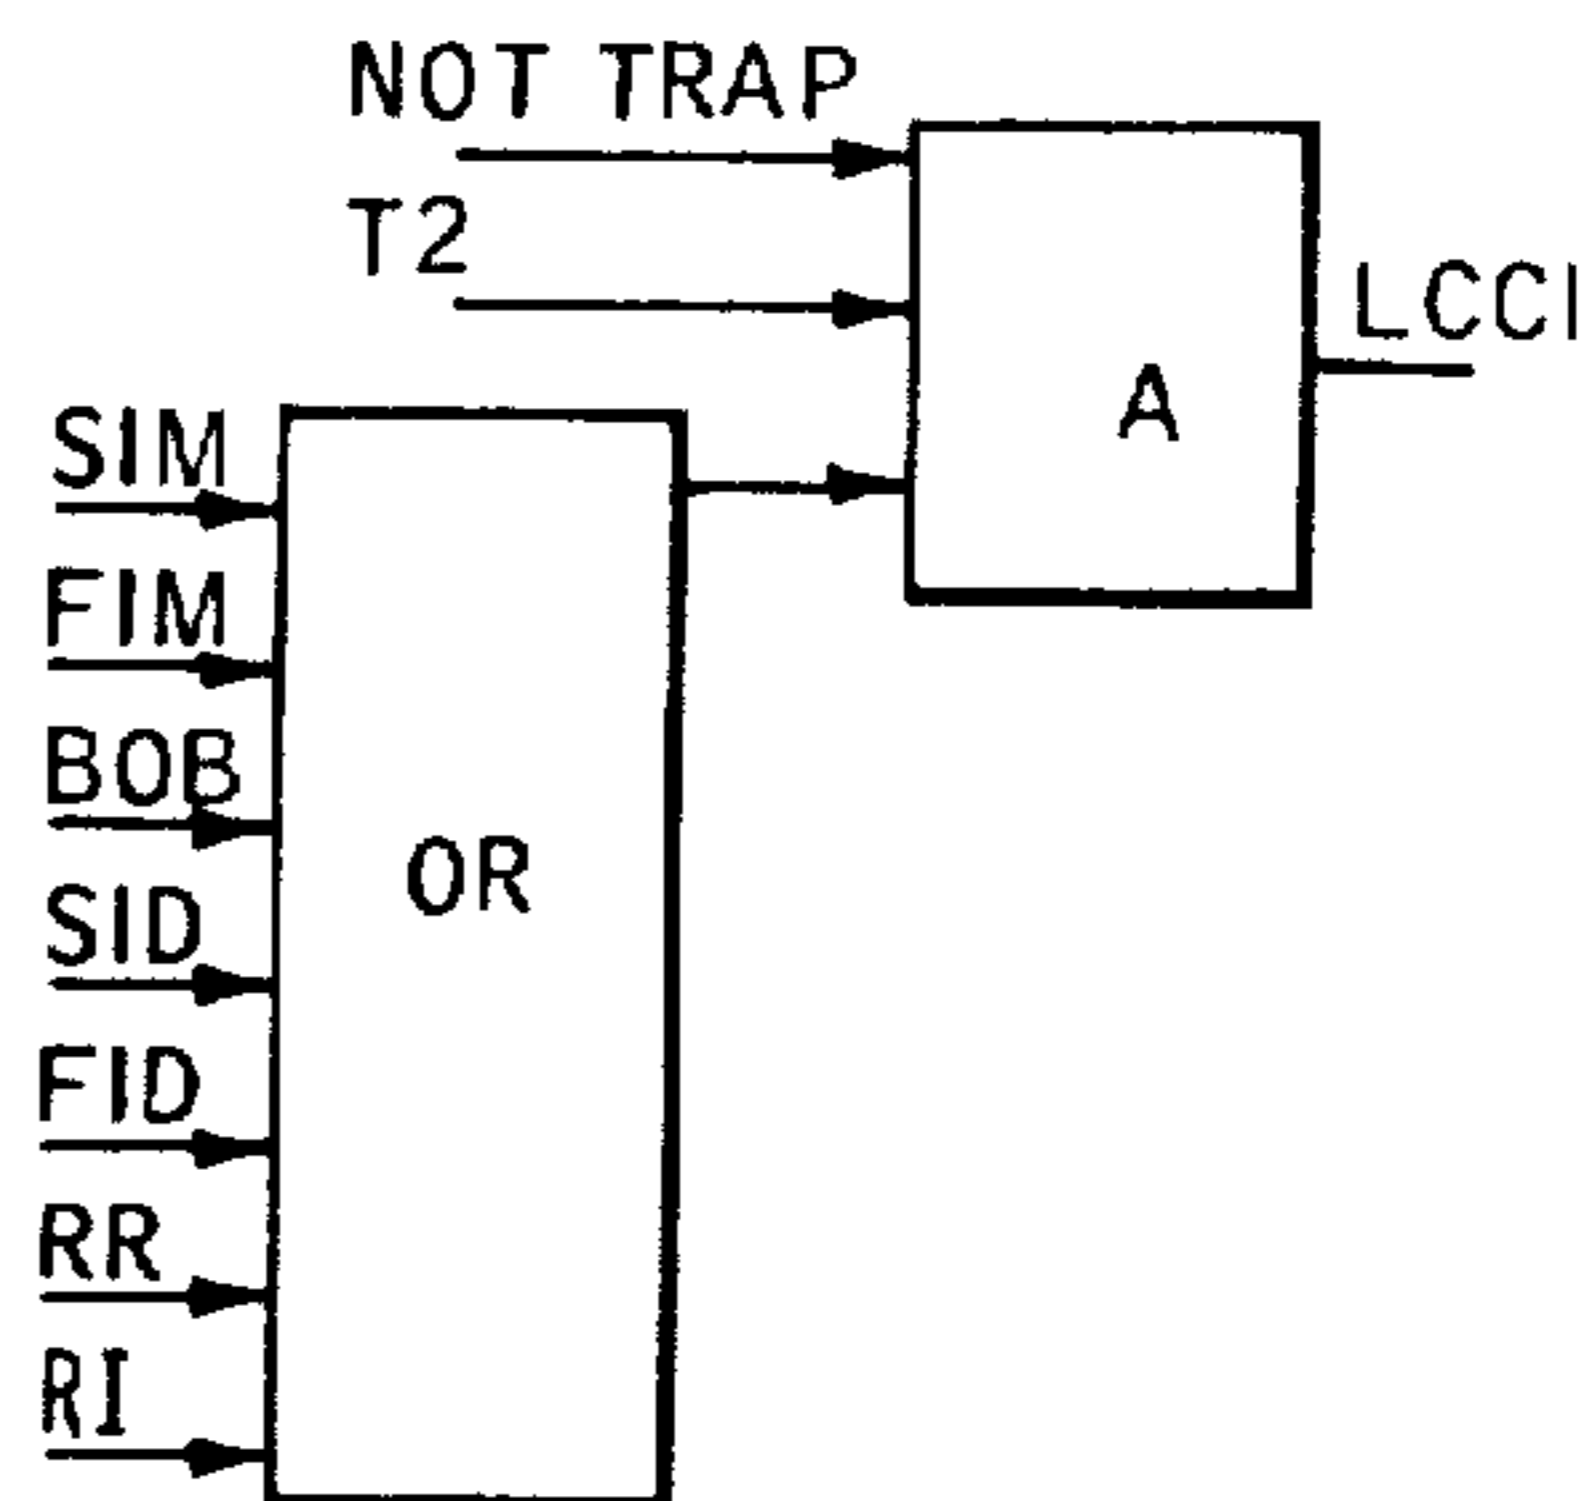 NOT TRAP
T2
A
LCCI
SIM
FIM
BOB
SID
FID
RR
RI
OR